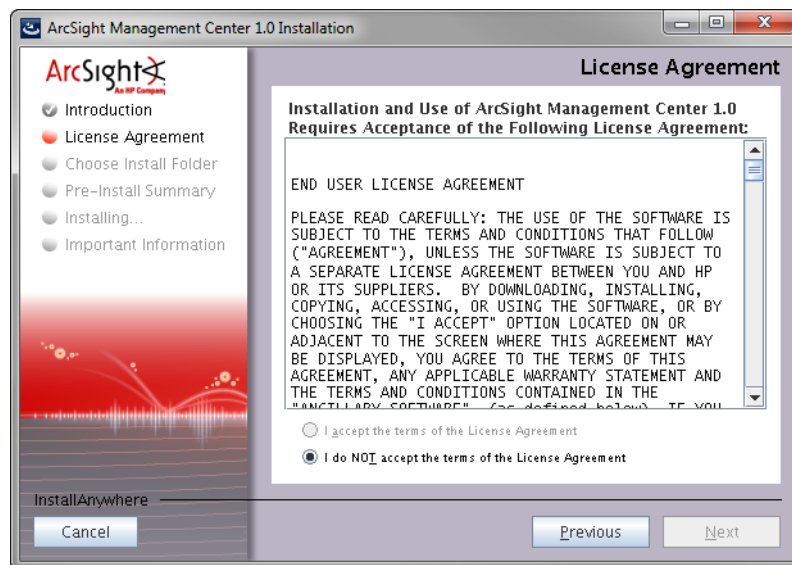 ArcSight Management Center 1.0 Installation
ArcSight
An HP Company
Introduction
License Agreement
Choose Install Folder
Pre-Install Summary
Installing...
Important Information
License Agreement
Installation and Use of ArcSight Management Center 1.0
Requires Acceptance of the Following License Agreement:
END USER LICENSE AGREEMENT
PLEASE READ CAREFULLY: THE USE OF THE SOFTWARE IS
SUBJECT TO THE TERMS AND CONDITIONS THAT FOLLOW
("AGREEMENT"), UNLESS THE SOFTWARE IS SUBJECT TO
A SEPARATE LICENSE AGREEMENT BETWEEN YOU AND HP
OR ITS SUPPLIERS.  BY DOWNLOADING, INSTALLING,
COPYING, ACCESSING, OR USING THE SOFTWARE, OR BY
CHOOSING THE "I ACCEPT" OPTION LOCATED ON OR
ADJACENT TO THE SCREEN WHERE THIS AGREEMENT MAY
BE DISPLAYED, YOU AGREE TO THE TERMS OF THIS
AGREEMENT, ANY APPLICABLE WARRANTY STATEMENT AND
THE TERMS AND CONDITIONS CONTAINED IN THE
"ANCILLARY SOFTWARE" (as defined below). IF YOU
I accept the terms of the License Agreement
I do NOT accept the terms of the License Agreement
InstallAnywhere
Cancel
Previous
Next